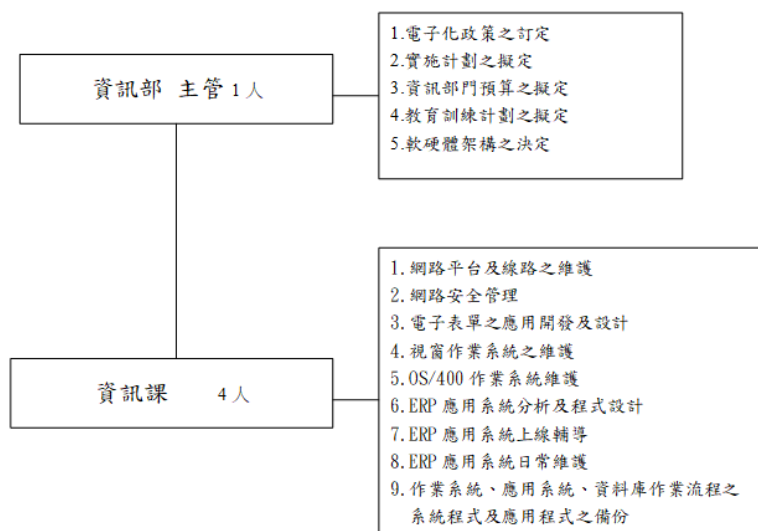 資訊部 主管 1 人
1.電子化政策之訂定
2.實施計劃之擬定
3.資訊部門預算之擬定
4.教育訓練計劃之擬定
5.軟硬體架構之決定
資訊課 4 人
1.網路平台及線路之維護
2.網路安全管理
3.電子表單之應用開發及設計
4.視窗作業系統之維護
5.OS/400 作業系統維護
6.ERP 應用系統分析及程式設計
7.ERP 應用系統上線輔導
8.ERP 應用系統日常維護
9.作業系統、應用系統、資料庫作業流程之
系統程式及應用程式之備份